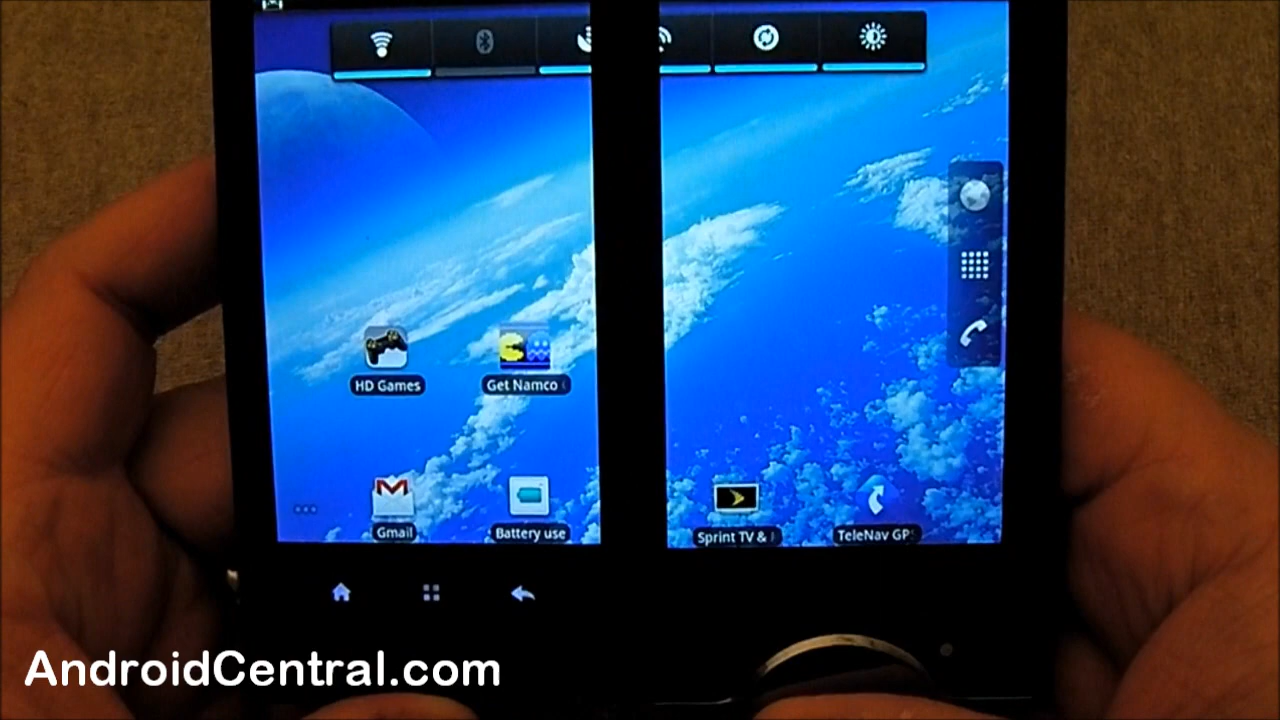 HD Games
Get Namco
Gmail
Battery use
Sprint TV &
TeleNav GP
AndroidCentral.com